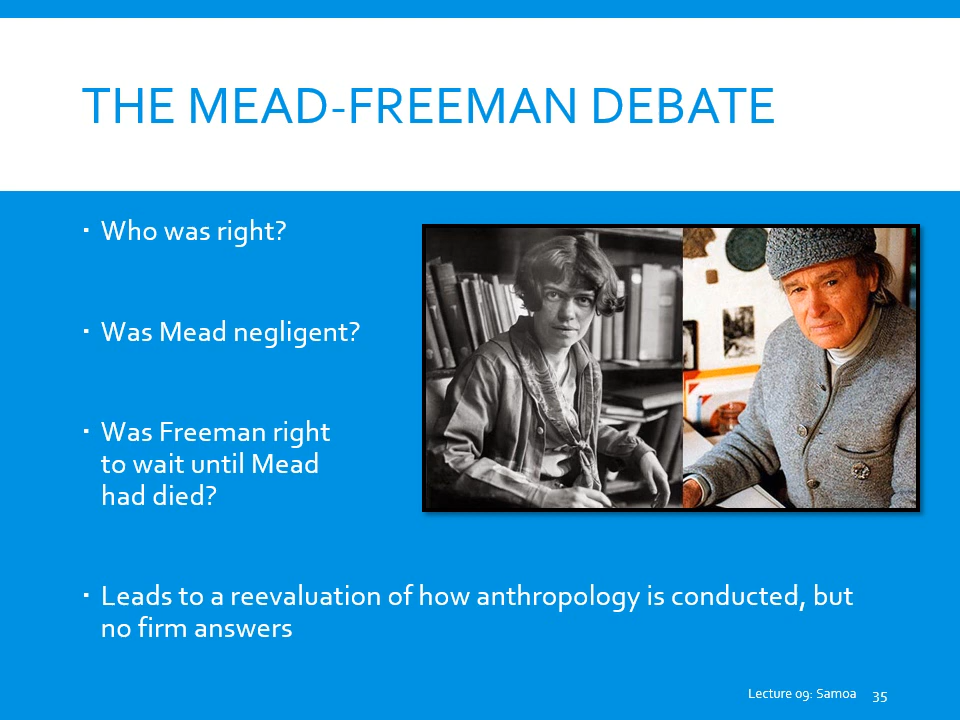 THE MEAD-FREEMAN DEBATE
▪ Who was right?
▪ Was Mead negligent?
▪ Was Freeman right
to wait until Mead
had died?
▪ Leads to a reevaluation of how anthropology is conducted, but
no firm answers
Lecture 09: Samoa 35